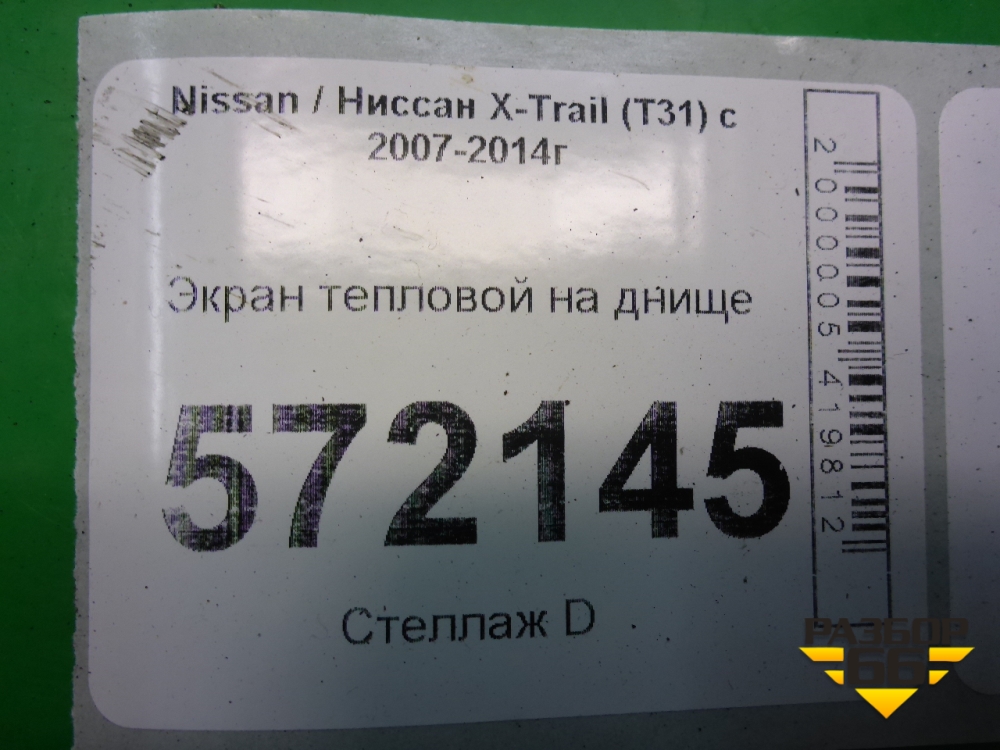 Nissan / Ниссан X-Trail (T31) с
2007-2014г
Экран тепловой на днище
572145
Стеллаж D
2000005419812
РАЗБОР
66